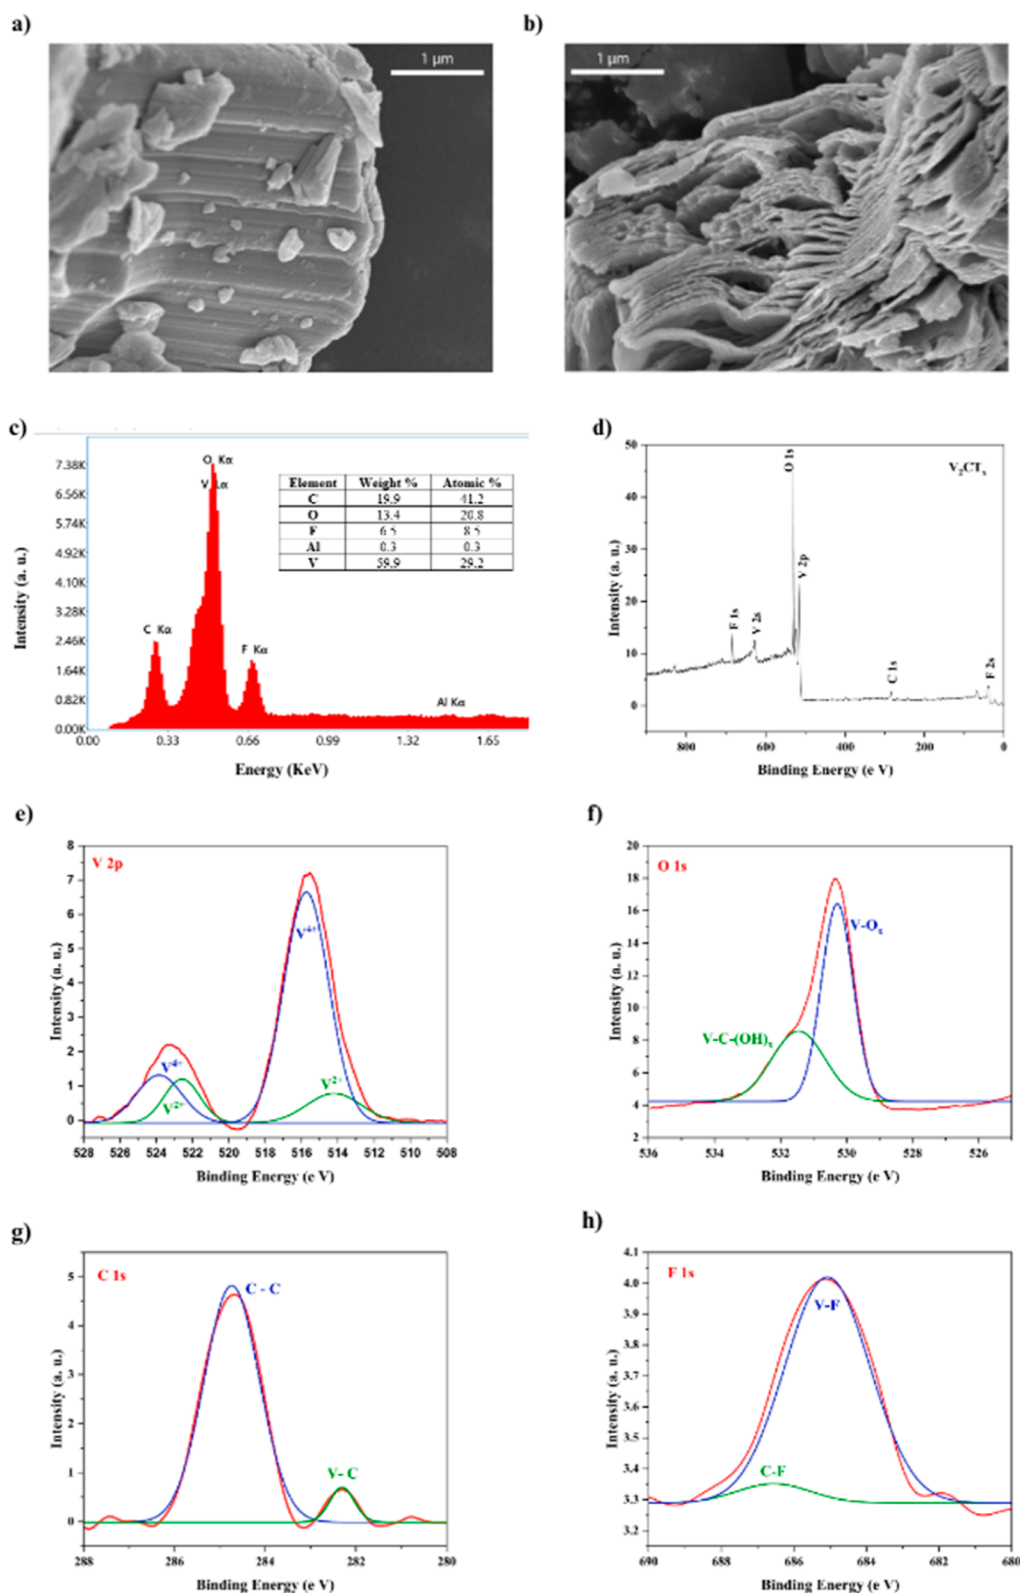 a)
b)
1 μm
1 μm
c)
7.38K
6.56K
5.74K
4.92K
4.10K
3.28K
2.46K
1.64K
0.82K
0.00K
0.00
0.33
0.66
0.99
1.32
1.65
Intensity (a. u.)
Energy (KeV)
O Kα
V Lα
C Kα
F Kα
Al Kα
Element Weight % Atomic %
C 19.9 41.2
O 13.4 20.8
F 6.5 8.5
Al 0.3 0.3
V 59.9 29.2
d)
50
40
30
20
10
0
800
600
400
200
0
Intensity (a. u.)
Binding Energy (e V)
V₂CTₓ
O 1s
V 2p
F 1s
V 2s
C 1s
F 2s
e)
V 2p
8
7
6
5
4
3
2
1
0
528 526 524 522 520 518 516 514 512 510 508
Intensity (a. u.)
Binding Energy (e V)
V⁴⁺
V⁴⁺
V²⁺
V²⁺
f)
O 1s
20
18
16
14
12
10
8
6
4
2
536 534 532 530 528 526
Intensity (a. u.)
Binding Energy (e V)
V-Oₓ
V-C-(OH)ₓ
g)
C 1s
5
4
3
2
1
0
288 286 284 282 280
Intensity (a. u.)
Binding Energy (e V)
C - C
V- C
h)
F 1s
4.1
4.0
3.9
3.8
3.7
3.6
3.5
3.4
3.3
3.2
690 688 686 684 682 680
Intensity (a. u.)
Binding Energy (e V)
V-F
C-F